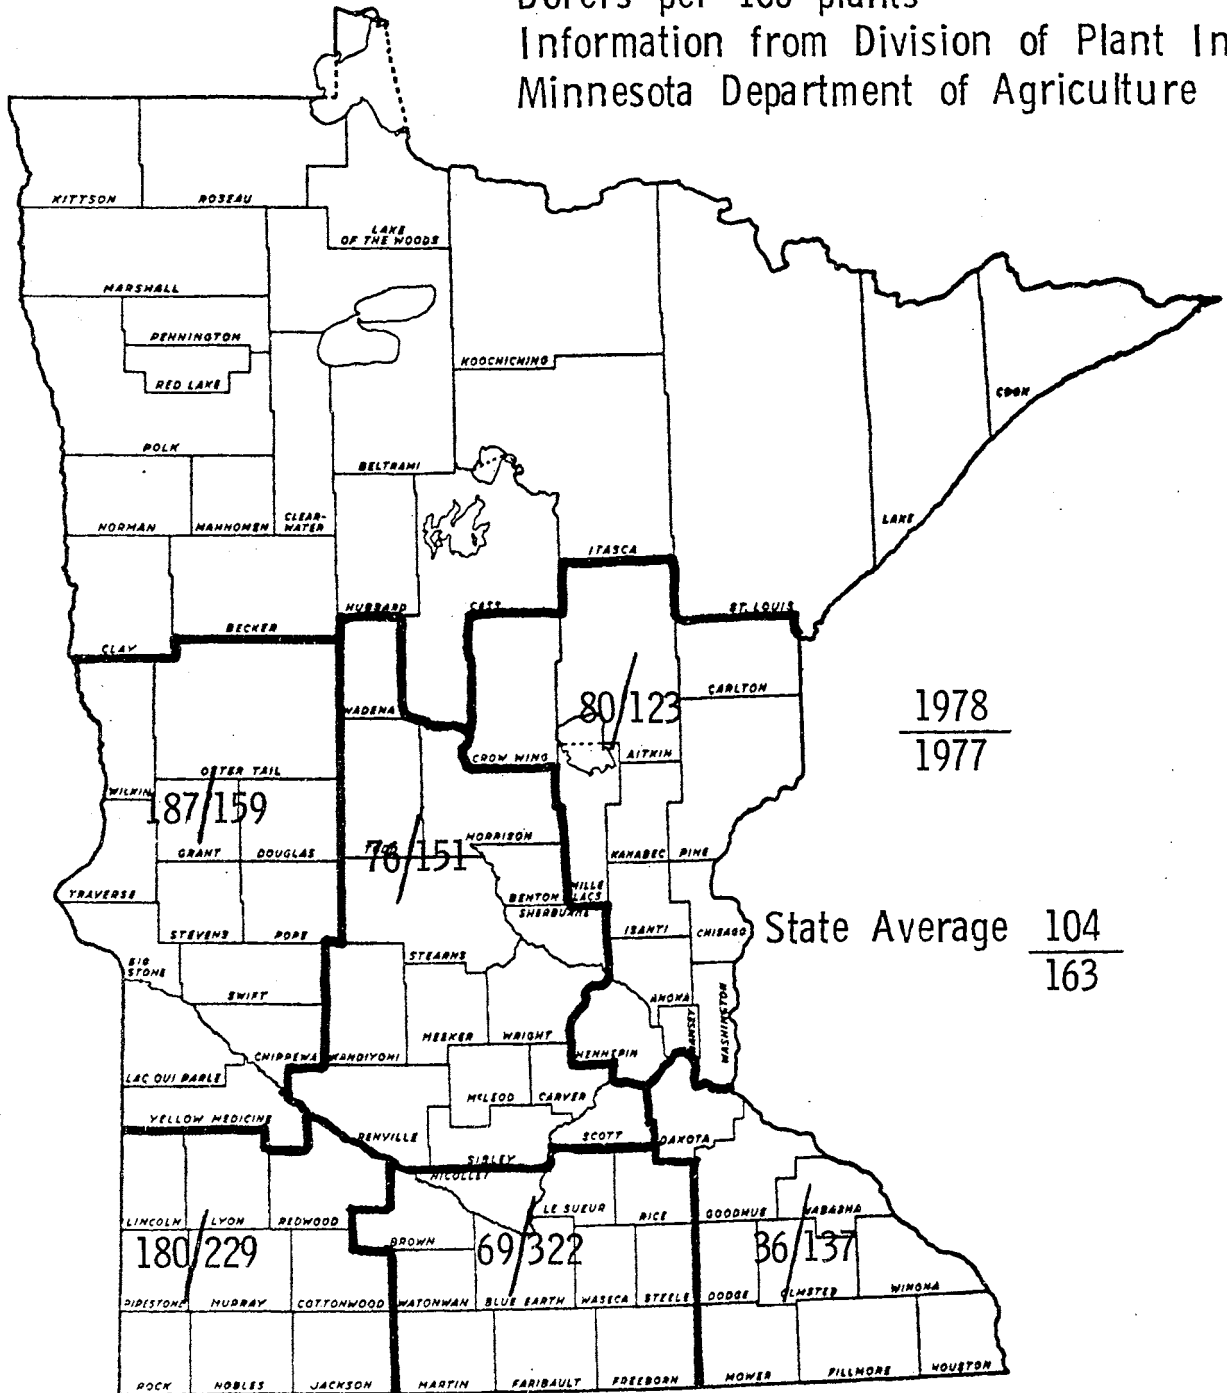 Borers per 100 plants
Information from Division of Plant In
Minnesota Department of Agriculture
KITTSON
ROSEAU
LAKE
OF THE WOODS
MARSHALL
PENNINGTON
RED LAKE
KOOCHICHING
COOK
POLK
BELTRAMI
NORMAN
MAHNOMEN
CLEAR-
WATER
LAKE
ITASCA
HUBBARD
CASS
ST. LOUIS
BECKER
CLAY
CARLTON
80/123
WADENA
1978
1977
CROW WING
AITKIN
OTTER TAIL
WILKIN
187/159
MORRISON
GRANT
DOUGLAS
76/151
KANABEC
PINE
TRAVERSE
BENTON
MILLE
LACS
SHERBURNE
STEVENS
POPE
ISANTI
CHISAGO
State Average 104
163
BIG
STONE
STEARNS
SWIFT
ANOKA
RAMSEY
WASHINGTON
MEEKER
WRIGHT
HENNEPIN
CHIPPEWA
KANDIYOHI
LAC QUI PARLE
McLEOD
CARVER
YELLOW MEDICINE
RENVILLE
SCOTT
DAKOTA
SIBLEY
NICOLLET
LINCOLN
LYON
REDWOOD
LE SUEUR
RICE
GOODHUE
WABASHA
BROWN
180/229
69/322
36/137
PIPESTONE
MURRAY
COTTONWOOD
WATONWAN
BLUE EARTH
WASECA
STEELE
DODGE
OLMSTED
WINONA
ROCK
NOBLES
JACKSON
MARTIN
FARIBAULT
FREEBORN
MOWER
FILLMORE
HOUSTON